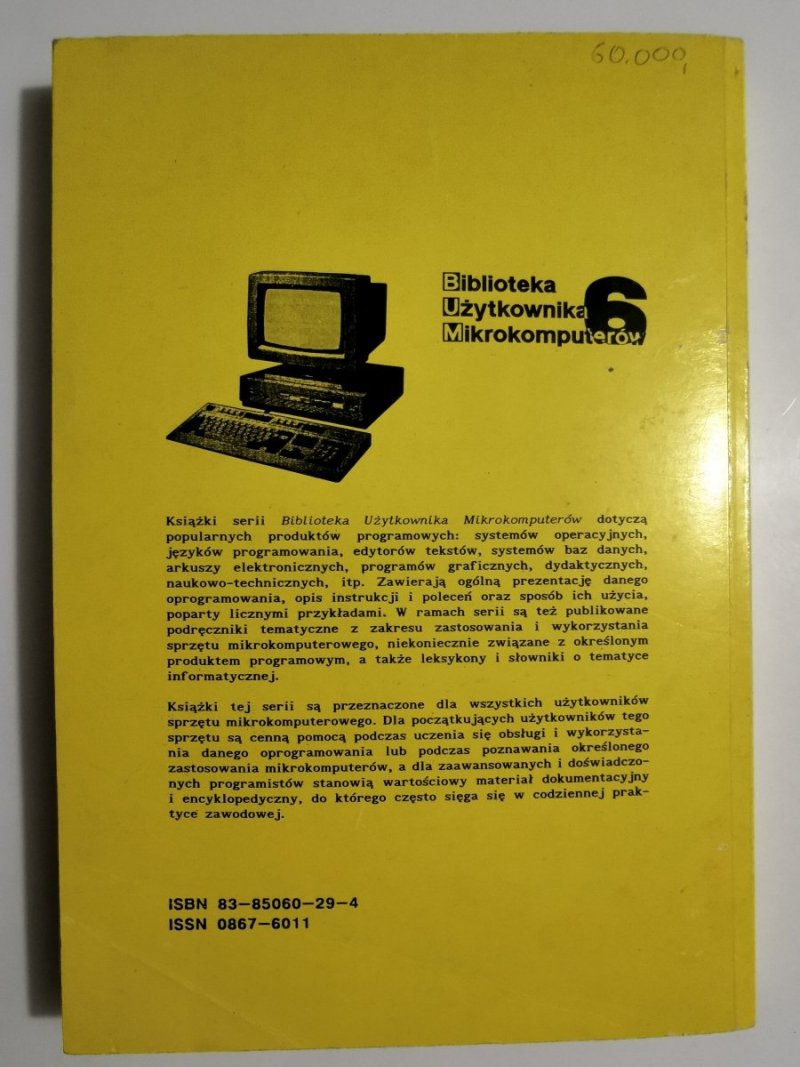 60.000,
Biblioteka
Użytkownika 6
Mikrokomputerów
Książki serii Biblioteka Użytkownika Mikrokomputerów dotyczą
popularnych produktów programowych: systemów operacyjnych,
języków programowania, edytorów tekstów, systemów baz danych,
arkuszy elektronicznych, programów graficznych, dydaktycznych,
naukowo-technicznych, itp. Zawierają ogólną prezentację danego
oprogramowania, opis instrukcji i poleceń oraz sposób ich użycia,
poparty licznymi przykładami. W ramach serii są też publikowane
podręczniki tematyczne z zakresu zastosowania i wykorzystania
sprzętu mikrokomputerowego, niekoniecznie związane z określonym
produktem programowym, a także leksykony i słowniki o tematyce
informatycznej.
Książki tej serii są przeznaczone dla wszystkich użytkowników
sprzętu mikrokomputerowego. Dla początkujących użytkowników tego
sprzętu są cenną pomocą podczas uczenia się obsługi i wykorzysta-
nia danego oprogramowania lub podczas poznawania określonego
zastosowania mikrokomputerów, a dla zaawansowanych i doświadczo-
nych programistów stanowią wartościowy materiał dokumentacyjny
i encyklopedyczny, do którego często sięga się w codziennej prak-
tyce zawodowej.
ISBN 83-85060-29-4
ISSN 0867-6011